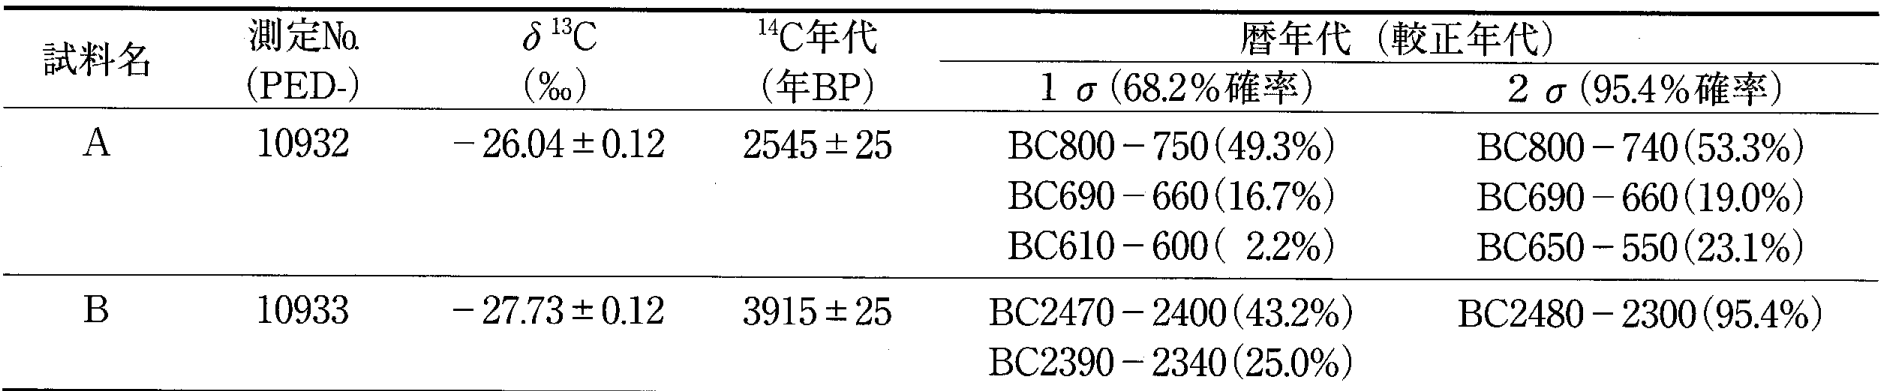 試料名 測定№ δ¹³C ¹⁴C年代 暦年代（較正年代）
(PED-) (‰) (年BP) 1σ(68.2%確率) 2σ(95.4%確率)
A 10932 −26.04±0.12 2545±25 BC800−750(49.3%) BC800−740(53.3%)
BC690−660(16.7%) BC690−660(19.0%)
BC610−600( 2.2%) BC650−550(23.1%)
B 10933 −27.73±0.12 3915±25 BC2470−2400(43.2%) BC2480−2300(95.4%)
BC2390−2340(25.0%)